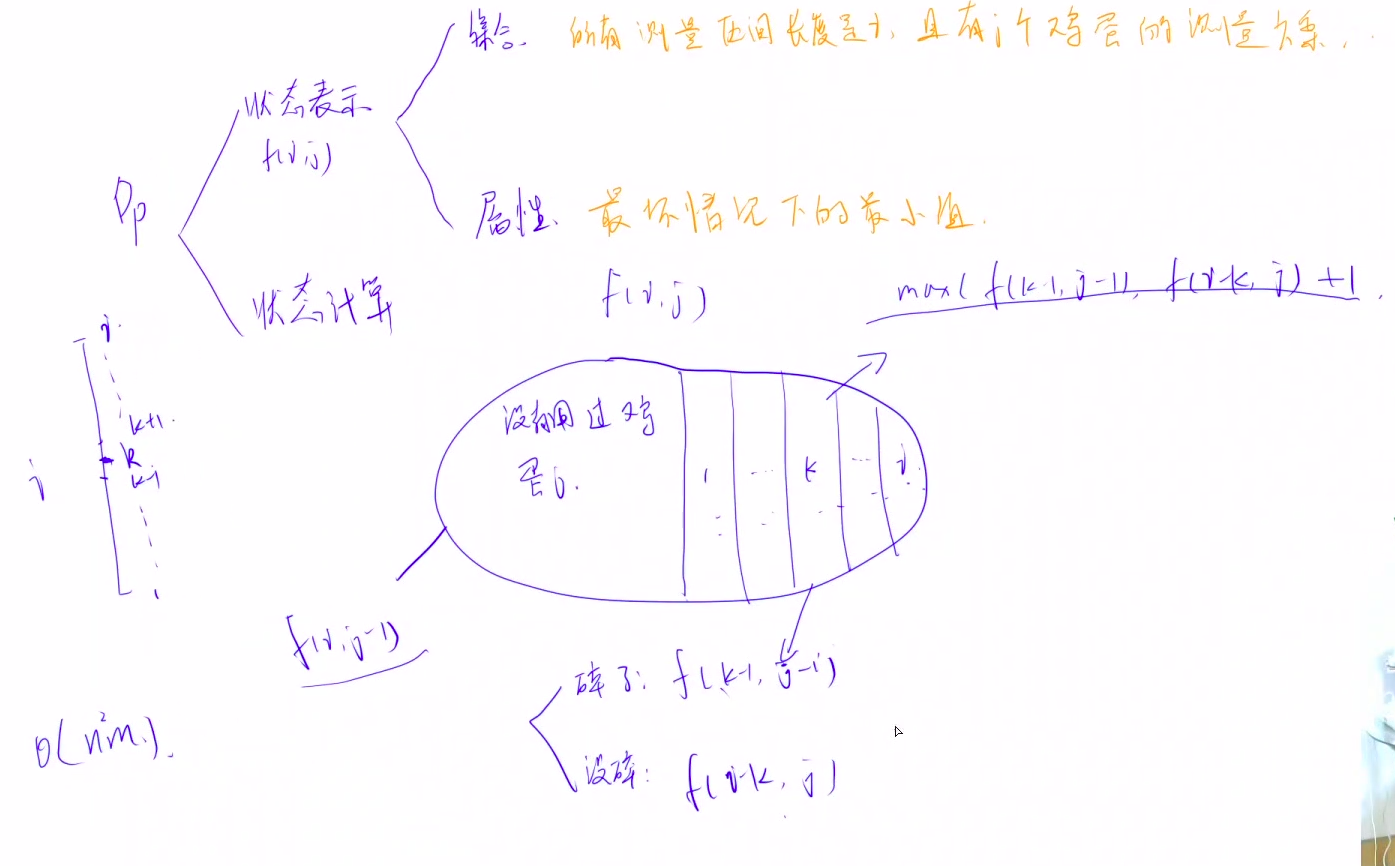 集合. 所有测量区间长度是i, 且有j个鸡蛋的测量方案.
状态表示
f(i,j)
DP
属性. 最坏情况下的最小值.
状态计算
f(i,j)
max(f(k-1,j-1), f(i-k,j)) +1.
i
k+1.
k
k-1
1
i
没有用过鸡
蛋j.
1 ... k ... i
f(i,j-1)
碎了: f(k-1, j-1)
O(n²m).
没碎: f(i-k, j)